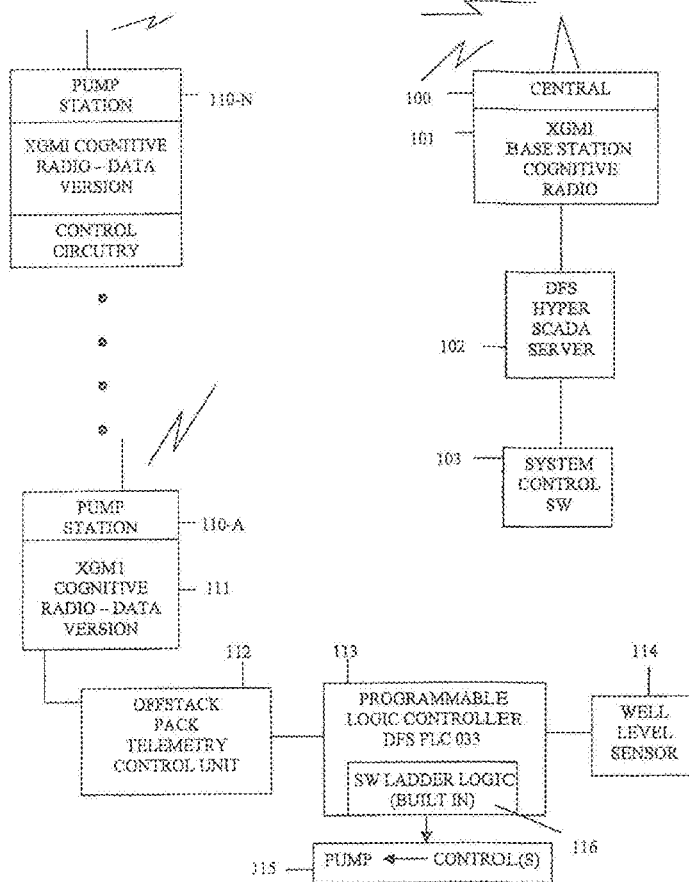 PUMP
STATION
110-N
XGMI COGNITIVE
RADIO – DATA
VERSION
CONTROL
CIRCUTRY
100
CENTRAL
101
XGMI
BASE STATION
COGNITIVE
RADIO
DFS
HYPER
SCADA
SERVER
102
103
SYSTEM
CONTROL
SW
PUMP
STATION
110-A
XGMI
COGNITIVE
RADIO – DATA
VERSION
111
112
OFFSTACK
PACK
TELEMETRY
CONTROL UNIT
113
PROGRAMMABLE
LOGIC CONTROLLER
DFS PLC 033
SW LADDER LOGIC
(BUILT IN)
114
WELL
LEVEL
SENSOR
116
115
PUMP CONTROL(S)